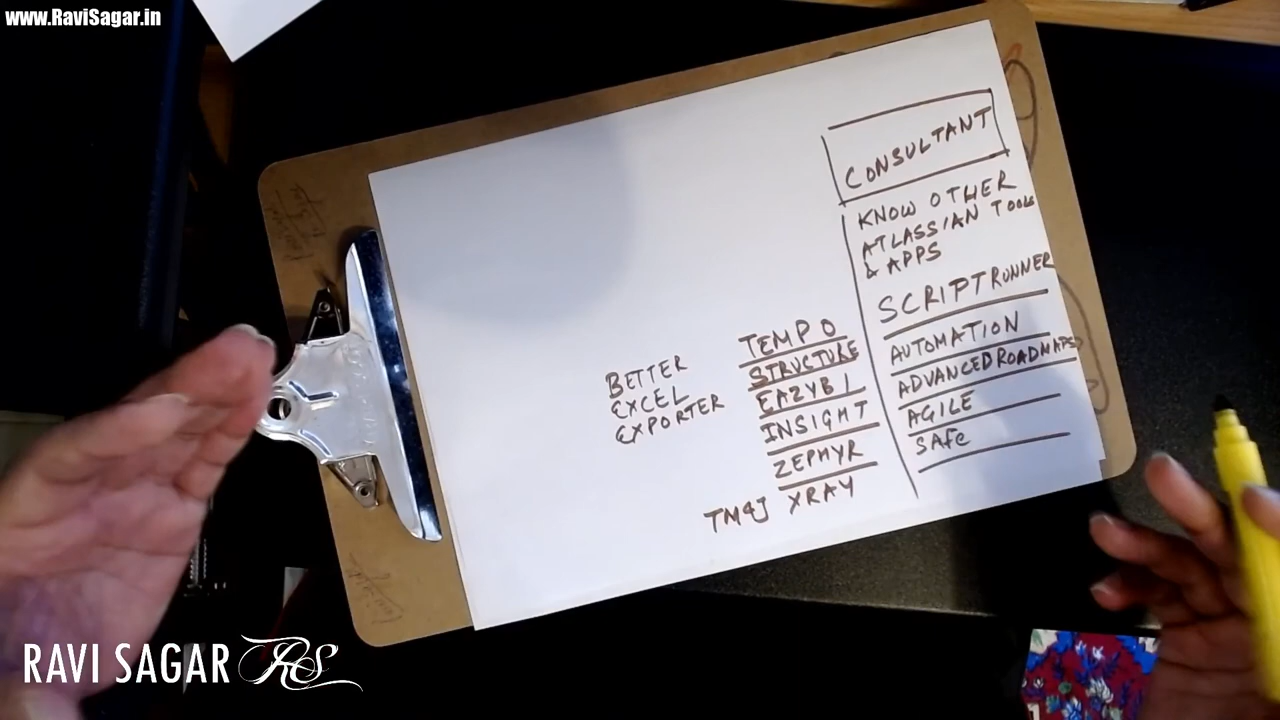 www.RaviSagar.in
CONSULTANT
KNOW OTHER
ATLASSIAN TOOLS
& APPS
SCRIPTRUNNER
AUTOMATION
ADVANCED ROADMAPS
AGILE
SAFe
TEMPO
STRUCTURE
EAZYBI
INSIGHT
ZEPHYR
TM4J XRAY
BETTER
EXCEL
EXPORTER
RAVI SAGAR RS